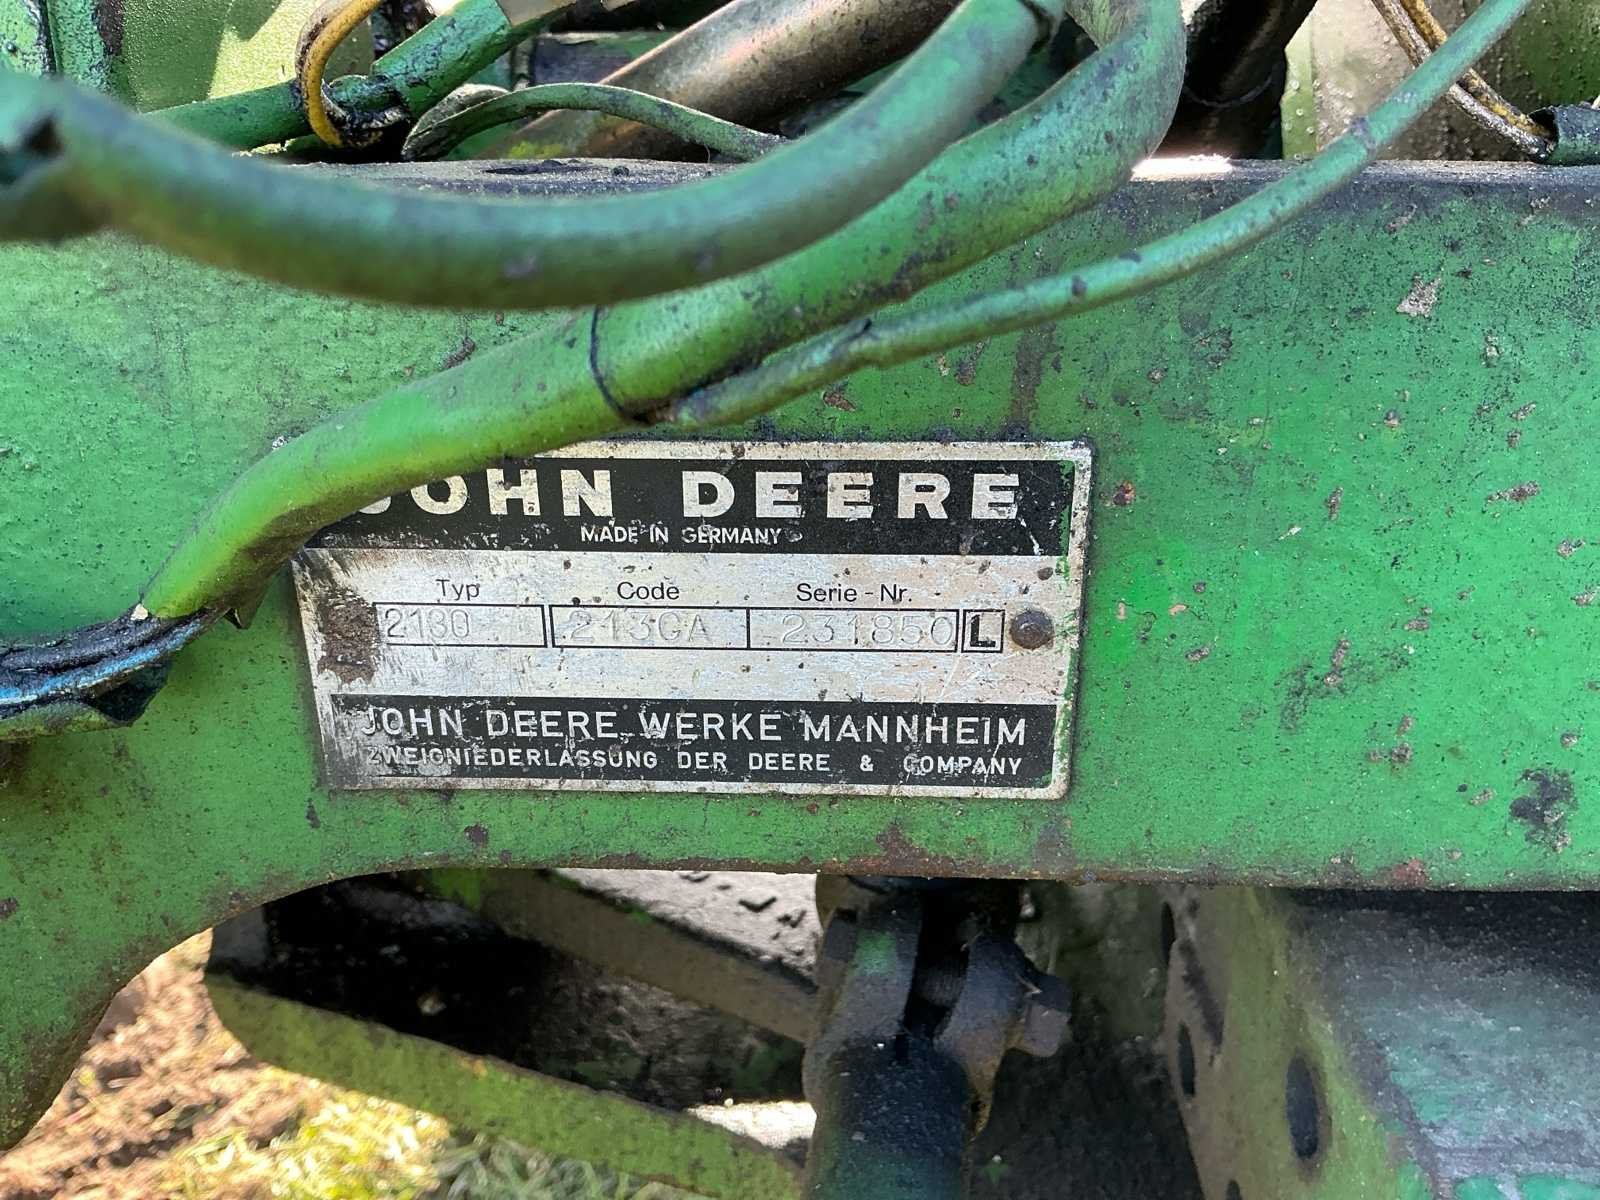 JOHN DEERE
MADE IN GERMANY
Typ Code Serie - Nr.
2130 213GA 231850 L
JOHN DEERE WERKE MANNHEIM
ZWEIGNIEDERLASSUNG DER DEERE & COMPANY